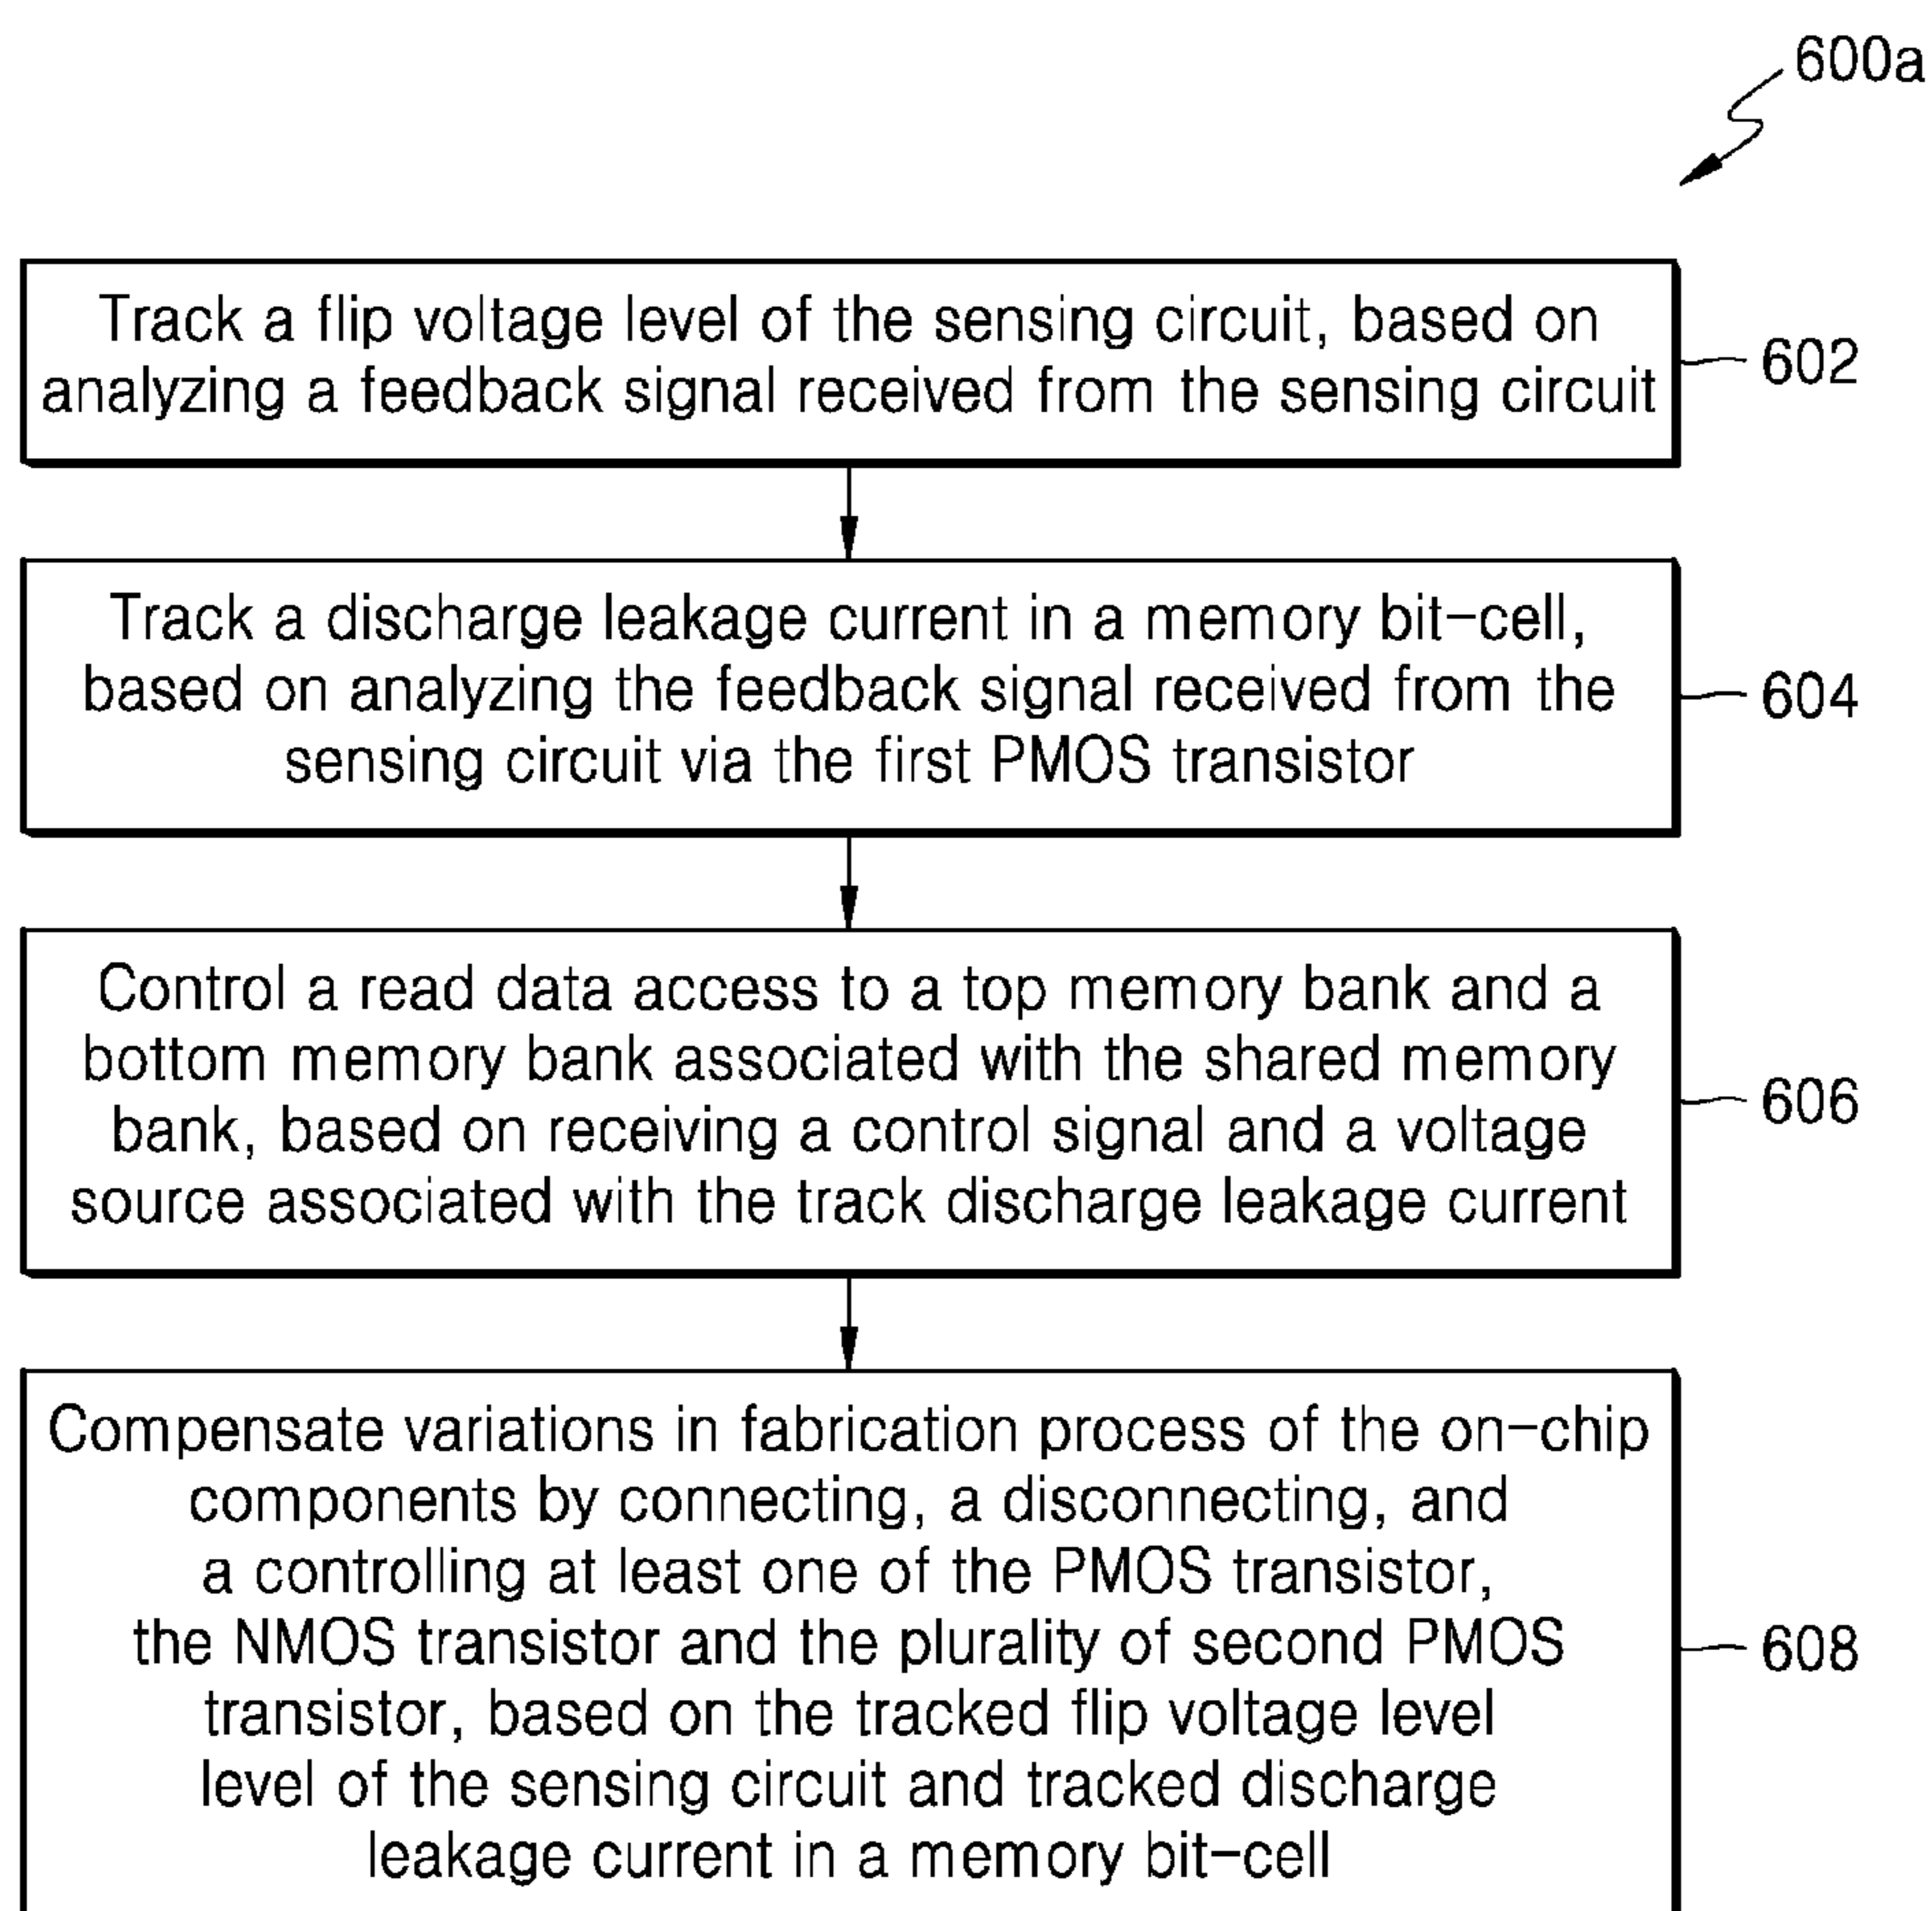 600a
Track a flip voltage level of the sensing circuit, based on
analyzing a feedback signal received from the sensing circuit
602
Track a discharge leakage current in a memory bit-cell,
based on analyzing the feedback signal received from the
sensing circuit via the first PMOS transistor
604
Control a read data access to a top memory bank and a
bottom memory bank associated with the shared memory
bank, based on receiving a control signal and a voltage
source associated with the track discharge leakage current
606
Compensate variations in fabrication process of the on-chip
components by connecting, a disconnecting, and
a controlling at least one of the PMOS transistor,
the NMOS transistor and the plurality of second PMOS
transistor, based on the tracked flip voltage level
level of the sensing circuit and tracked discharge
leakage current in a memory bit-cell
608